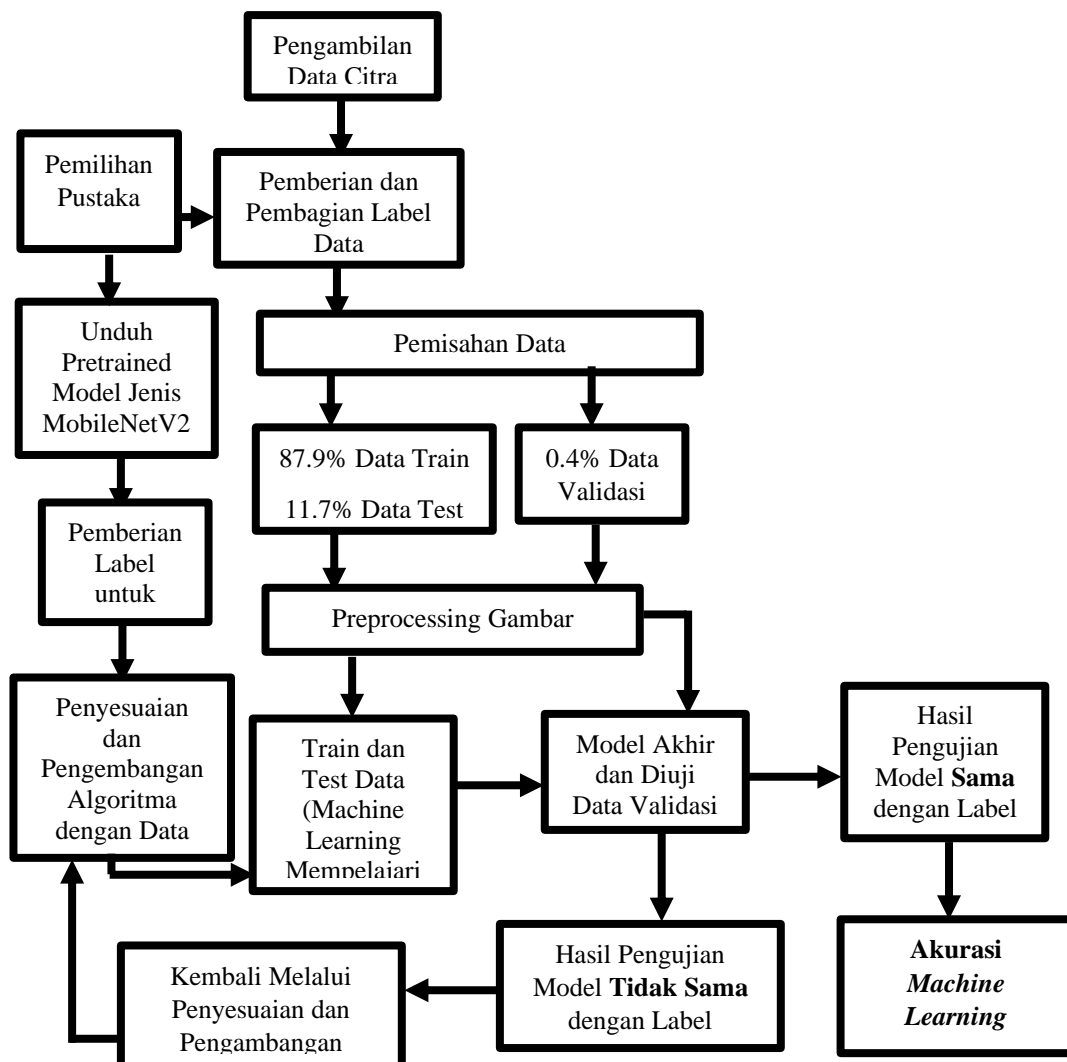 Pengambilan
Data Citra
Pemilihan
Pustaka
Pemberian dan
Pembagian Label
Data
Unduh
Pretrained
Model Jenis
MobileNetV2
Pemisahan Data
87.9% Data Train
11.7% Data Test
0.4% Data
Validasi
Pemberian
Label
untuk
Preprocessing Gambar
Penyesuaian
dan
Pengembangan
Algoritma
dengan Data
Train dan
Test Data
(Machine
Learning
Mempelajari
Model Akhir
dan Diuji
Data Validasi
Hasil
Pengujian
Model Sama
dengan Label
Kembali Melalui
Penyesuaian dan
Pengambangan
Hasil Pengujian
Model Tidak Sama
dengan Label
Akurasi
Machine
Learning